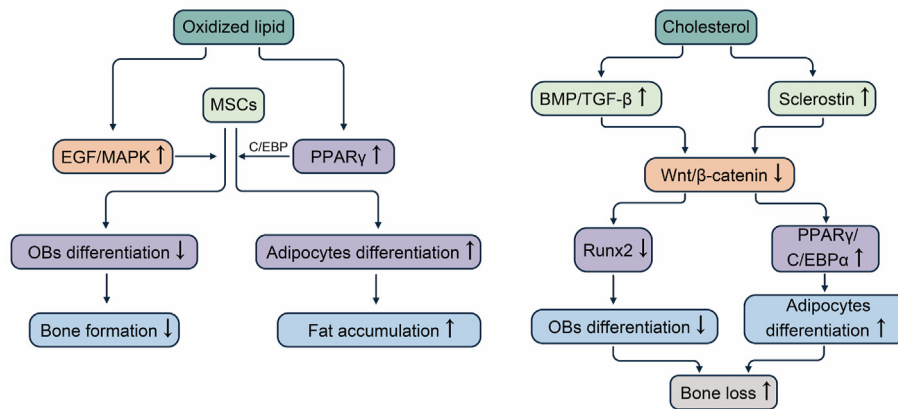 Oxidized lipid
MSCs
EGF/MAPK ↑
C/EBP
PPARγ ↑
OBs differentiation ↓
Adipocytes differentiation ↑
Bone formation ↓
Fat accumulation ↑
Cholesterol
BMP/TGF-β ↑
Sclerostin ↑
Wnt/β-catenin ↓
Runx2 ↓
PPARγ/
C/EBPα ↑
OBs differentiation ↓
Adipocytes
differentiation ↑
Bone loss ↑